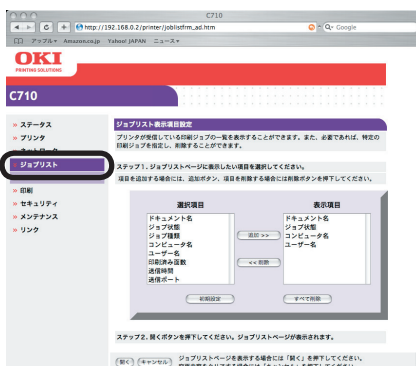 C710
http://192.168.0.2/printer/joblistfrm_ad.htm
Q- Google
アップル▾ Amazon.co.jp Yahoo! JAPAN ニュース▾
OKI
PRINTING SOLUTIONS
C710
ステータス
プリンタ
ネットワーク
ジョブリスト
印刷
セキュリティ
メンテナンス
リンク
ジョブリスト表示項目設定
プリンタが受信している印刷ジョブの一覧を表示することができます。また、必要であれば、特定の
印刷ジョブを指定し、削除することができます。
ステップ1. ジョブリストページに表示したい項目を選択してください。
項目を追加する場合には、追加ボタン、項目を削除する場合には削除ボタンを押下してください。
選択項目
ドキュメント名
ジョブ状態
ジョブ種類
コンピュータ名
ユーザー名
印刷済み面数
送信時間
送信ポート
追加 >>
<< 削除
表示項目
ドキュメント名
ジョブ状態
コンピュータ名
ユーザー名
初期設定
すべて削除
ステップ2. 開くボタンを押下してください。ジョブリストページが表示されます。
開く キャンセル
ジョブリストページを表示する場合には「開く」を押下してください。